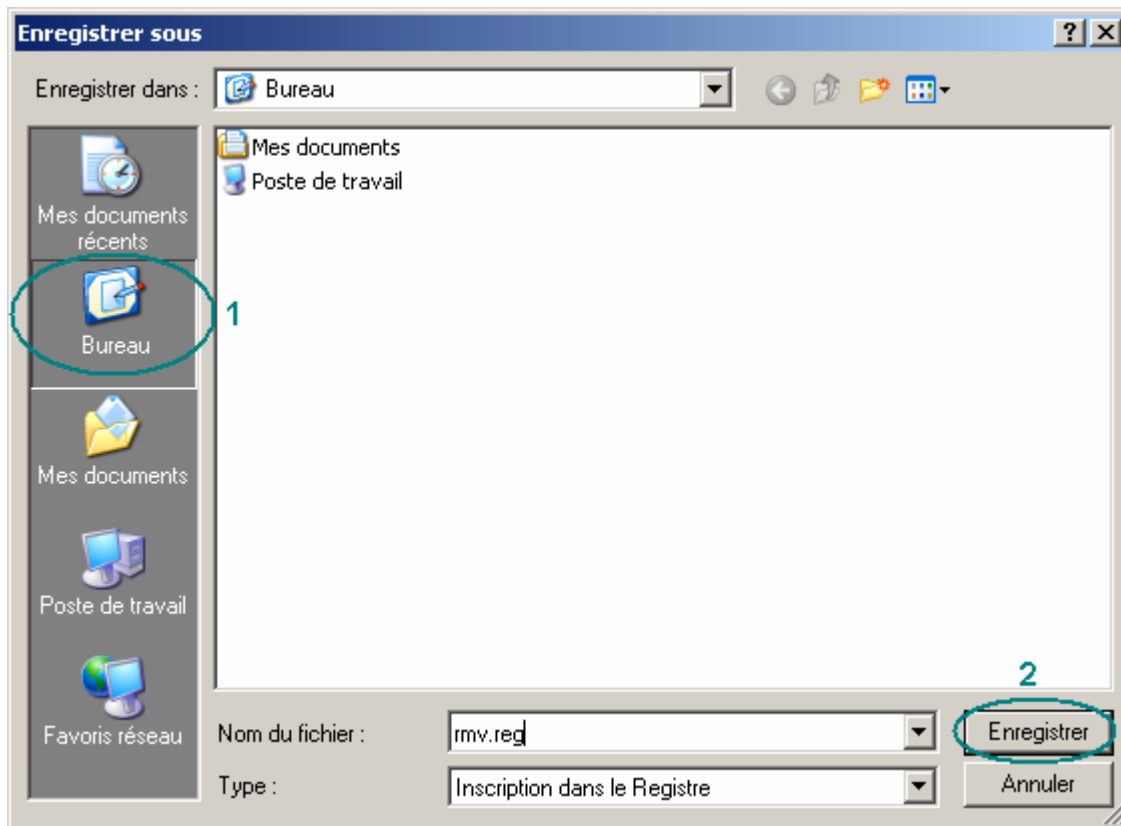 Enregistrer sous
Enregistrer dans :
Bureau
Mes documents
récents
Bureau
1
Mes documents
Poste de travail
Favoris réseau
Mes documents
Poste de travail
2
Nom du fichier :
rmv.reg
Enregistrer
Type :
Inscription dans le Registre
Annuler